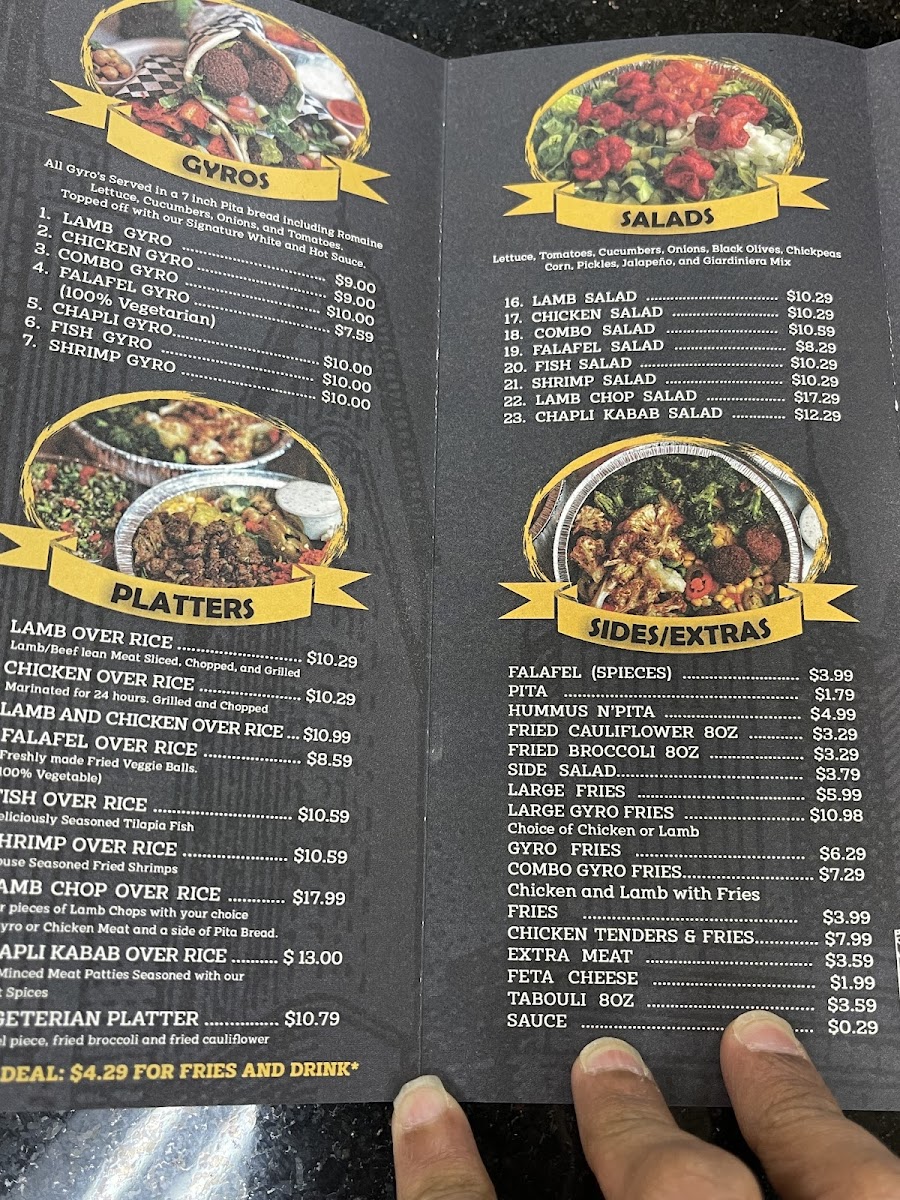 GYROS
All Gyro's Served in a 7 inch Pita bread including Romaine
Lettuce, Cucumbers, Onions, and Tomatoes.
Topped off with our Signature White and Hot Sauce.
1. LAMB GYRO $9.00
2. CHICKEN GYRO $9.00
3. COMBO GYRO $10.00
4. FALAFEL GYRO $7.59
(100% Vegetarian)
5. CHAPLI GYRO $10.00
6. FISH GYRO $10.00
7. SHRIMP GYRO $10.00
PLATTERS
LAMB OVER RICE $10.29
Lamb/Beef lean Meat Sliced, Chopped, and Grilled
CHICKEN OVER RICE $10.29
Marinated for 24 hours. Grilled and Chopped
LAMB AND CHICKEN OVER RICE $10.99
FALAFEL OVER RICE $8.59
Freshly made Fried Veggie Balls.
100% Vegetable)
FISH OVER RICE $10.59
eliciously Seasoned Tilapia Fish
HRIMP OVER RICE $10.59
ouse Seasoned Fried Shrimps
AMB CHOP OVER RICE $17.99
r pieces of Lamb Chops with your choice
yro or Chicken Meat and a side of Pita Bread.
APLI KABAB OVER RICE $ 13.00
Minced Meat Patties Seasoned with our
t Spices
GETERIAN PLATTER $10.79
el piece, fried broccoli and fried cauliflower
DEAL: $4.29 FOR FRIES AND DRINK*
SALADS
Lettuce, Tomatoes, Cucumbers, Onions, Black Olives, Chickpeas
Corn, Pickles, Jalapeño, and Giardiniera Mix
16. LAMB SALAD $10.29
17. CHICKEN SALAD $10.29
18. COMBO SALAD $10.59
19. FALAFEL SALAD $8.29
20. FISH SALAD $10.29
21. SHRIMP SALAD $10.29
22. LAMB CHOP SALAD $17.29
23. CHAPLI KABAB SALAD $12.29
SIDES/EXTRAS
FALAFEL (5PIECES) $3.99
PITA $1.79
HUMMUS N'PITA $4.99
FRIED CAULIFLOWER 8OZ $3.29
FRIED BROCCOLI 8OZ $3.29
SIDE SALAD $3.79
LARGE FRIES $5.99
LARGE GYRO FRIES $10.98
Choice of Chicken or Lamb
GYRO FRIES $6.29
COMBO GYRO FRIES $7.29
Chicken and Lamb with Fries
FRIES $3.99
CHICKEN TENDERS & FRIES $7.99
EXTRA MEAT $3.59
FETA CHEESE $1.99
TABOULI 8OZ $3.59
SAUCE $0.29